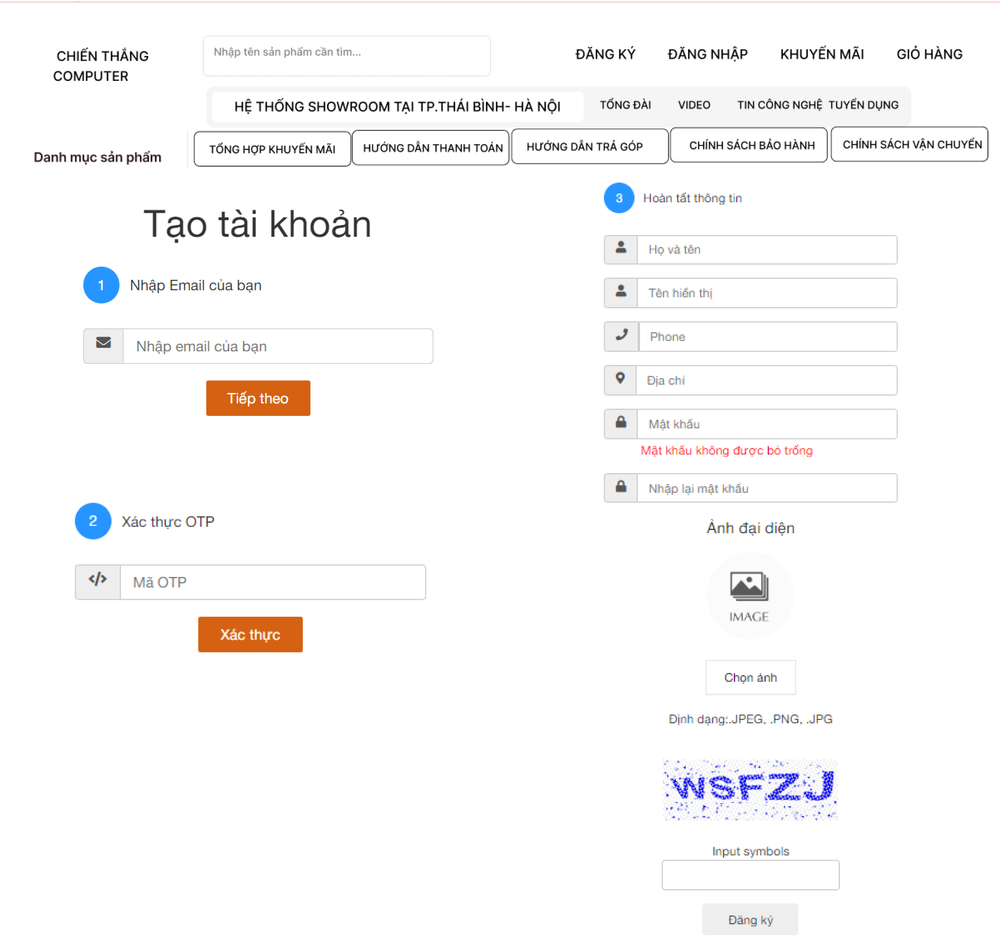 CHIẾN THẮNG
COMPUTER
Nhập tên sản phẩm cần tìm...
ĐĂNG KÝ
ĐĂNG NHẬP
KHUYẾN MÃI
GIỎ HÀNG
HỆ THỐNG SHOWROOM TẠI TP.THÁI BÌNH- HÀ NỘI
TỔNG ĐÀI
VIDEO
TIN CÔNG NGHỆ
TUYỂN DỤNG
Danh mục sản phẩm
TỔNG HỢP KHUYẾN MÃI
HƯỚNG DẪN THANH TOÁN
HƯỚNG DẪN TRẢ GÓP
CHÍNH SÁCH BẢO HÀNH
CHÍNH SÁCH VẬN CHUYỂN
Tạo tài khoản
1 Nhập Email của bạn
Nhập email của bạn
Tiếp theo
2 Xác thực OTP
Mã OTP
Xác thực
3 Hoàn tất thông tin
Họ và tên
Tên hiển thị
Phone
Địa chỉ
Mật khẩu
Mật khẩu không được bỏ trống
Nhập lại mật khẩu
Ảnh đại diện
IMAGE
Chọn ảnh
Định dạng:.JPEG, .PNG, .JPG
WSFZJ
Input symbols
Đăng ký